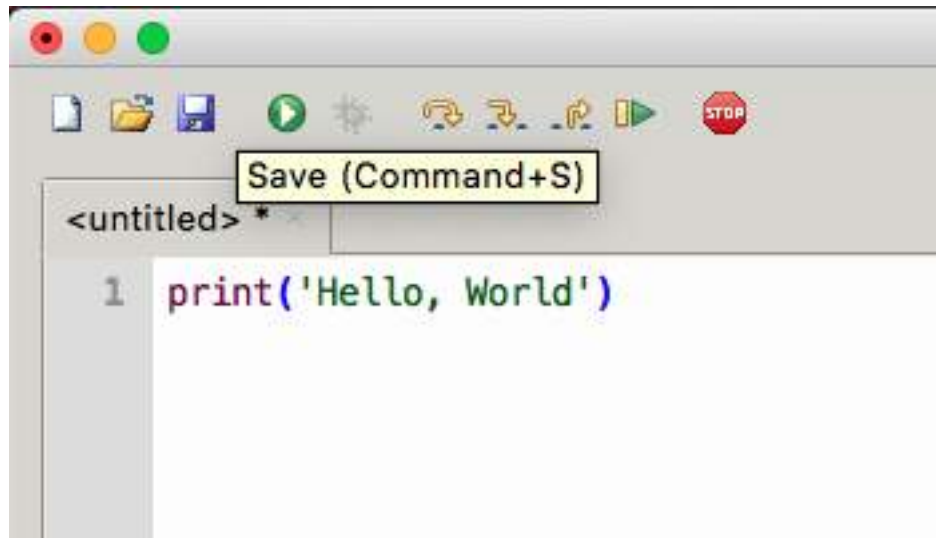 STOP
Save (Command+S)
<untitled> *
1 print('Hello, World')